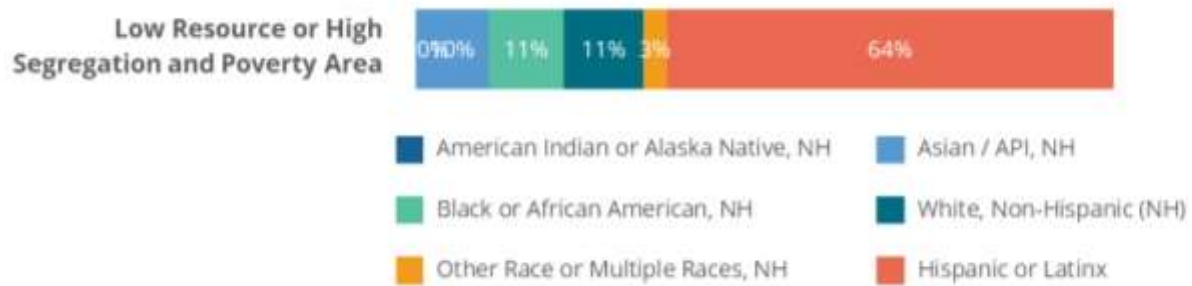 Low Resource or High
Segregation and Poverty Area
0% 10% 11% 11% 3% 64%
American Indian or Alaska Native, NH
Asian / API, NH
Black or African American, NH
White, Non-Hispanic (NH)
Other Race or Multiple Races, NH
Hispanic or Latinx